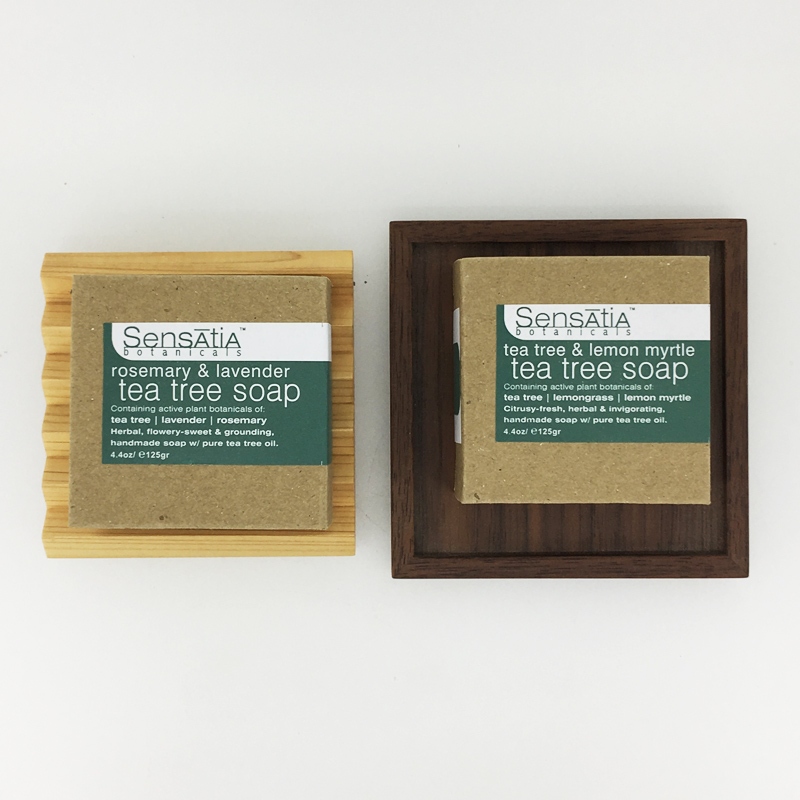 SensātiA™
botanicals
rosemary & lavender
tea tree soap
Containing active plant botanicals of:
tea tree | lavender | rosemary
Herbal, flowery-sweet & grounding,
handmade soap w/ pure tea tree oil.
4.4oz/ ℮125gr
SensātiA™
botanicals
tea tree & lemon myrtle
tea tree soap
Containing active plant botanicals of:
tea tree | lemongrass | lemon myrtle
Citrusy-fresh, herbal & invigorating,
handmade soap w/ pure tea tree oil.
4.4oz/ ℮125gr